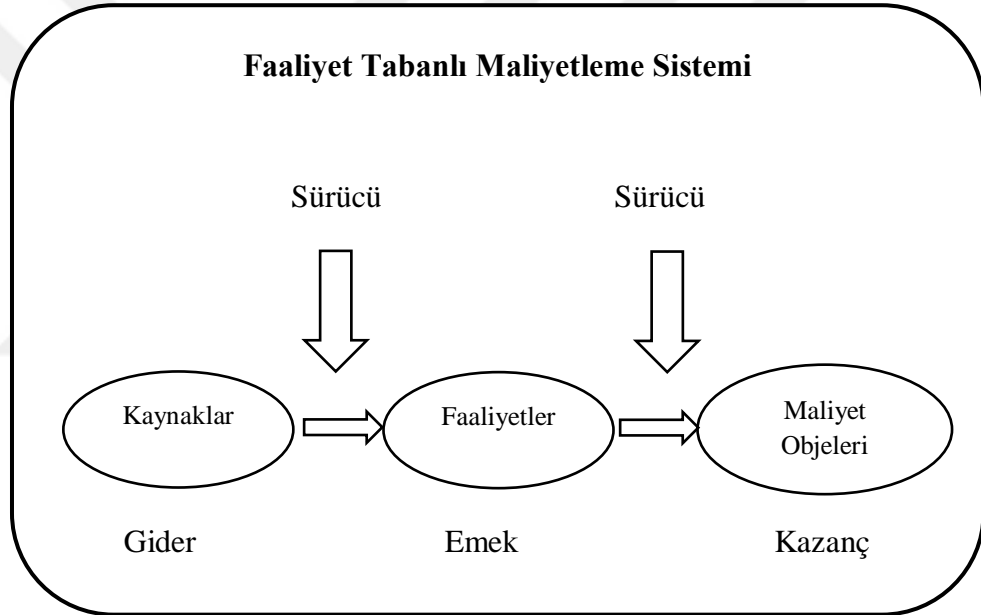 Faaliyet Tabanlı Maliyetleme Sistemi
Sürücü
Sürücü
Kaynaklar
Faaliyetler
Maliyet
Objeleri
Gider
Emek
Kazanç